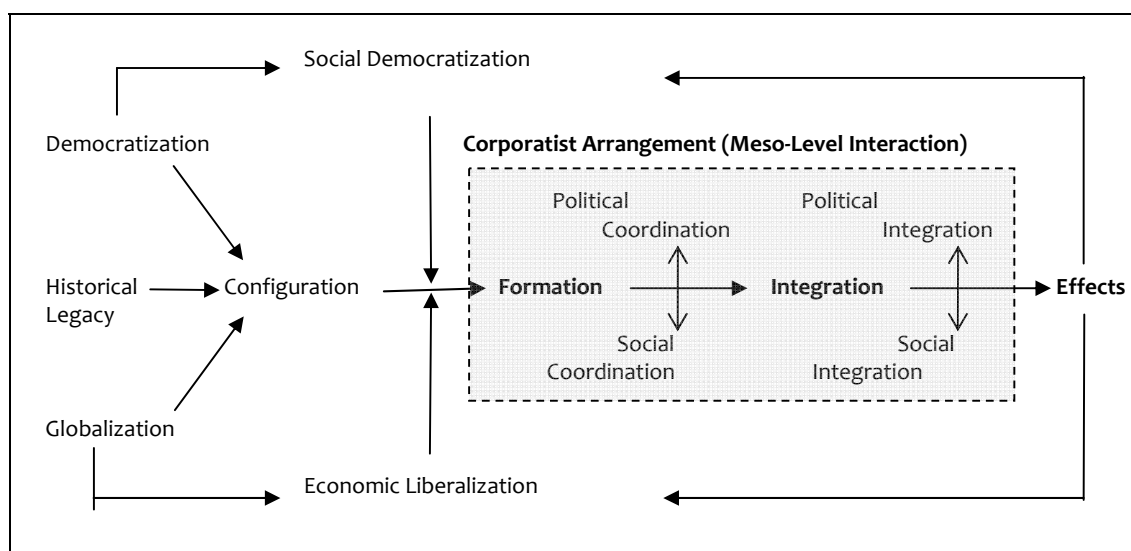 Social Democratization
Democratization
Corporatist Arrangement (Meso-Level Interaction)
Political
Coordination
Political
Integration
Historical
Legacy
Configuration
Formation
Integration
Effects
Social
Coordination
Social
Integration
Globalization
Economic Liberalization